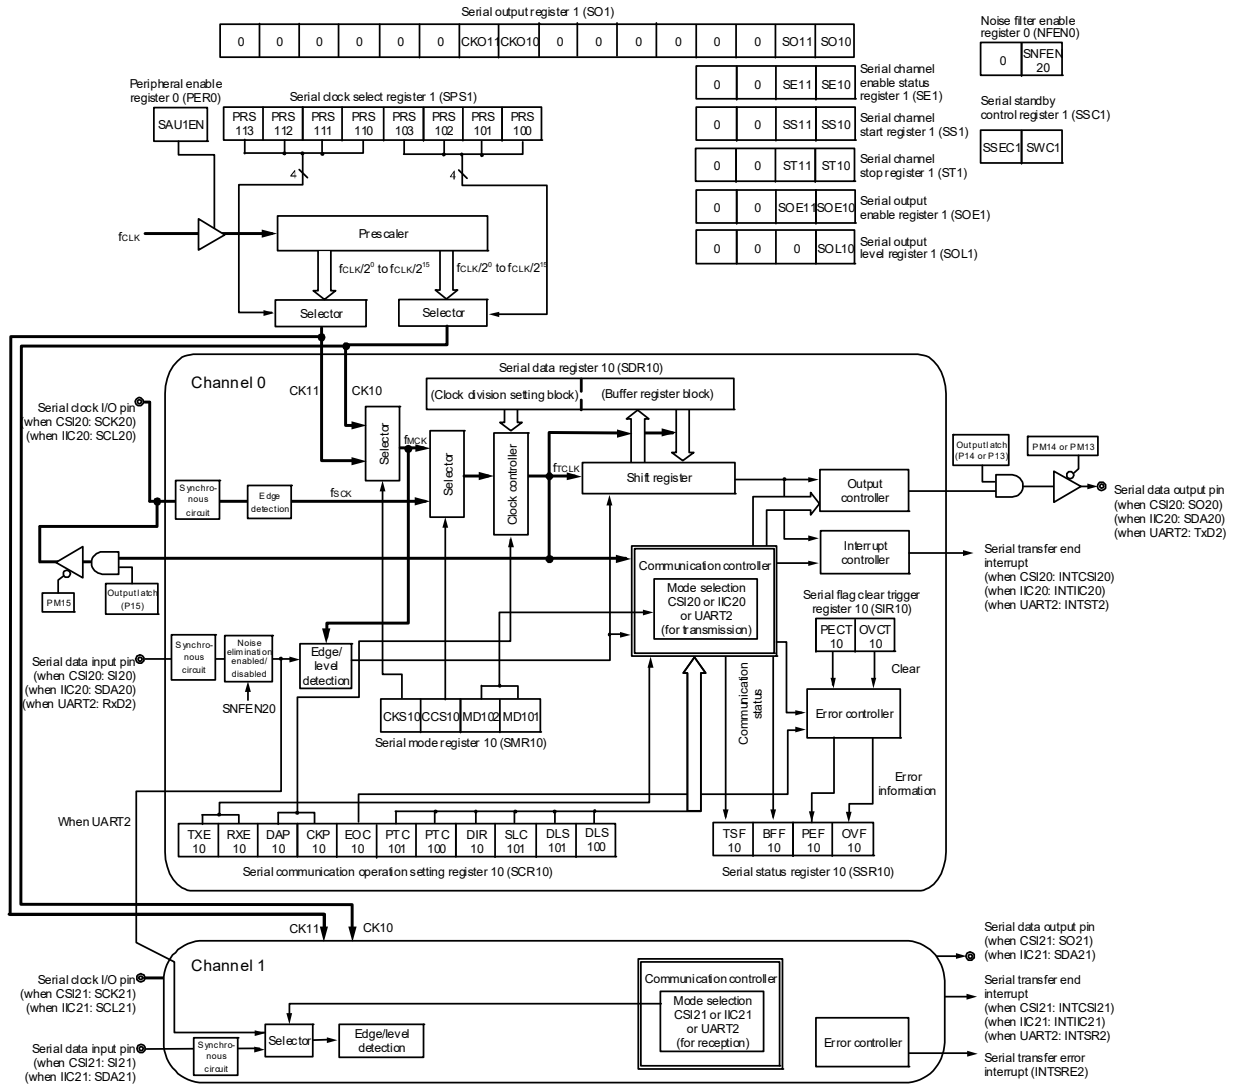 Serial output register 1 (SO1)
0 0 0 0 0 0 CKO11 CKO10 0 0 0 0 0 0 SO11 SO10
Noise filter enable
register 0 (NFEN0)
0 SNFEN
20
Peripheral enable
register 0 (PER0)
SAU1EN
Serial clock select register 1 (SPS1)
PRS PRS PRS PRS PRS PRS PRS PRS
113 112 111 110 103 102 101 100
4 4
0 0 SE11 SE10
Serial channel
enable status
register 1 (SE1)
0 0 SS11 SS10
Serial channel
start register 1 (SS1)
0 0 ST11 ST10
Serial channel
stop register 1 (ST1)
0 0 SOE11 SOE10
Serial output
enable register 1 (SOE1)
0 0 0 SOL10
Serial output
level register 1 (SOL1)
Serial standby
control register 1 (SSC1)
SSEC1 SWC1
fCLK
Prescaler
fCLK/2⁰ to fCLK/2¹⁵ fCLK/2⁰ to fCLK/2¹⁵
Selector Selector
Channel 0
CK11 CK10
Serial data register 10 (SDR10)
(Clock division setting block) (Buffer register block)
Serial clock I/O pin
(when CSI20: SCK20)
(when IIC20: SCL20)
Selector
fMCK
Selector
Clock controller
fTCLK
Shift register
Output
controller
Output latch
(P14 or P13)
PM14 or PM13
Serial data output pin
(when CSI20: SO20)
(when IIC20: SDA20)
(when UART2: TxD2)
Synchro-
nous
circuit
Edge
detection
fSCK
Interrupt
controller
Serial transfer end
interrupt
(when CSI20: INTCSI20)
(when IIC20: INTIIC20)
(when UART2: INTST2)
PM15
Output latch
(P15)
Communication controller
Mode selection
CSI20 or IIC20
or UART2
(for transmission)
Serial flag clear trigger
register 10 (SIR10)
PECT OVCT
10 10
Clear
Serial data input pin
(when CSI20: SI20)
(when IIC20: SDA20)
(when UART2: RxD2)
Synchro-
nous
circuit
Noise
elimination
enabled/
disabled
SNFEN20
Edge/
level
detection
CKS10 CCS10 MD102 MD101
Serial mode register 10 (SMR10)
Communication
status
Error controller
Error
information
When UART2
TXE RXE DAP CKP EOC PTC PTC DIR SLC DLS DLS
10 10 10 10 10 101 100 10 101 101 100
Serial communication operation setting register 10 (SCR10)
TSF BFF PEF OVF
10 10 10 10
Serial status register 10 (SSR10)
CK11 CK10
Channel 1
Serial clock I/O pin
(when CSI21: SCK21)
(when IIC21: SCL21)
Serial data input pin
(when CSI21: SI21)
(when IIC21: SDA21)
Synchro-
nous
circuit
Selector
Edge/level
detection
Communication controller
Mode selection
CSI21 or IIC21
or UART2
(for reception)
Error controller
Serial data output pin
(when CSI21: SO21)
(when IIC21: SDA21)
Serial transfer end
interrupt
(when CSI21: INTCSI21)
(when IIC21: INTIIC21)
(when UART2: INTSR2)
Serial transfer error
interrupt (INTSRE2)